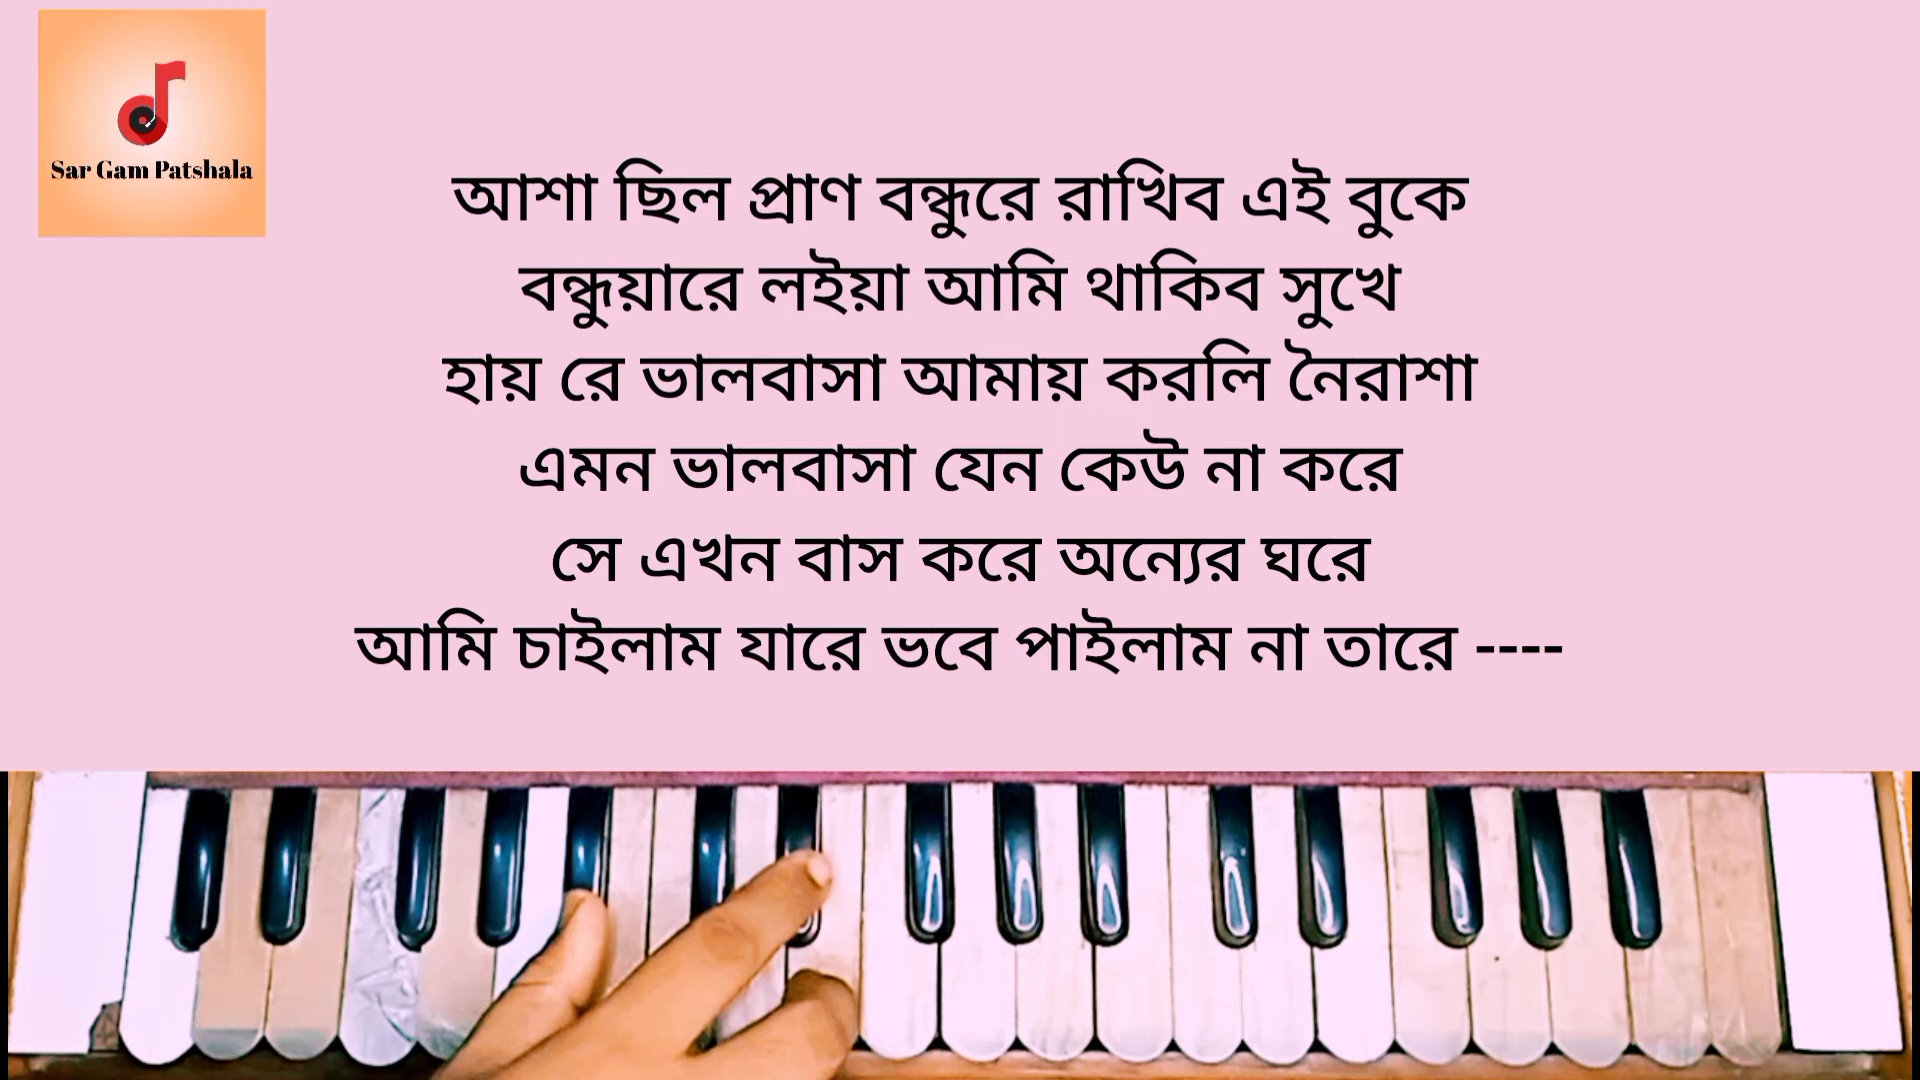 Sar Gam Patshala
আশা ছিল প্রাণ বন্ধুরে রাখিব এই বুকে
বন্ধুয়ারে লইয়া আমি থাকিব সুখে
হায় রে ভালবাসা আমায় করলি নৈরাশা
এমন ভালবাসা যেন কেউ না করে
সে এখন বাস করে অন্যের ঘরে
আমি চাইলাম যারে ভবে পাইলাম না তারে ----